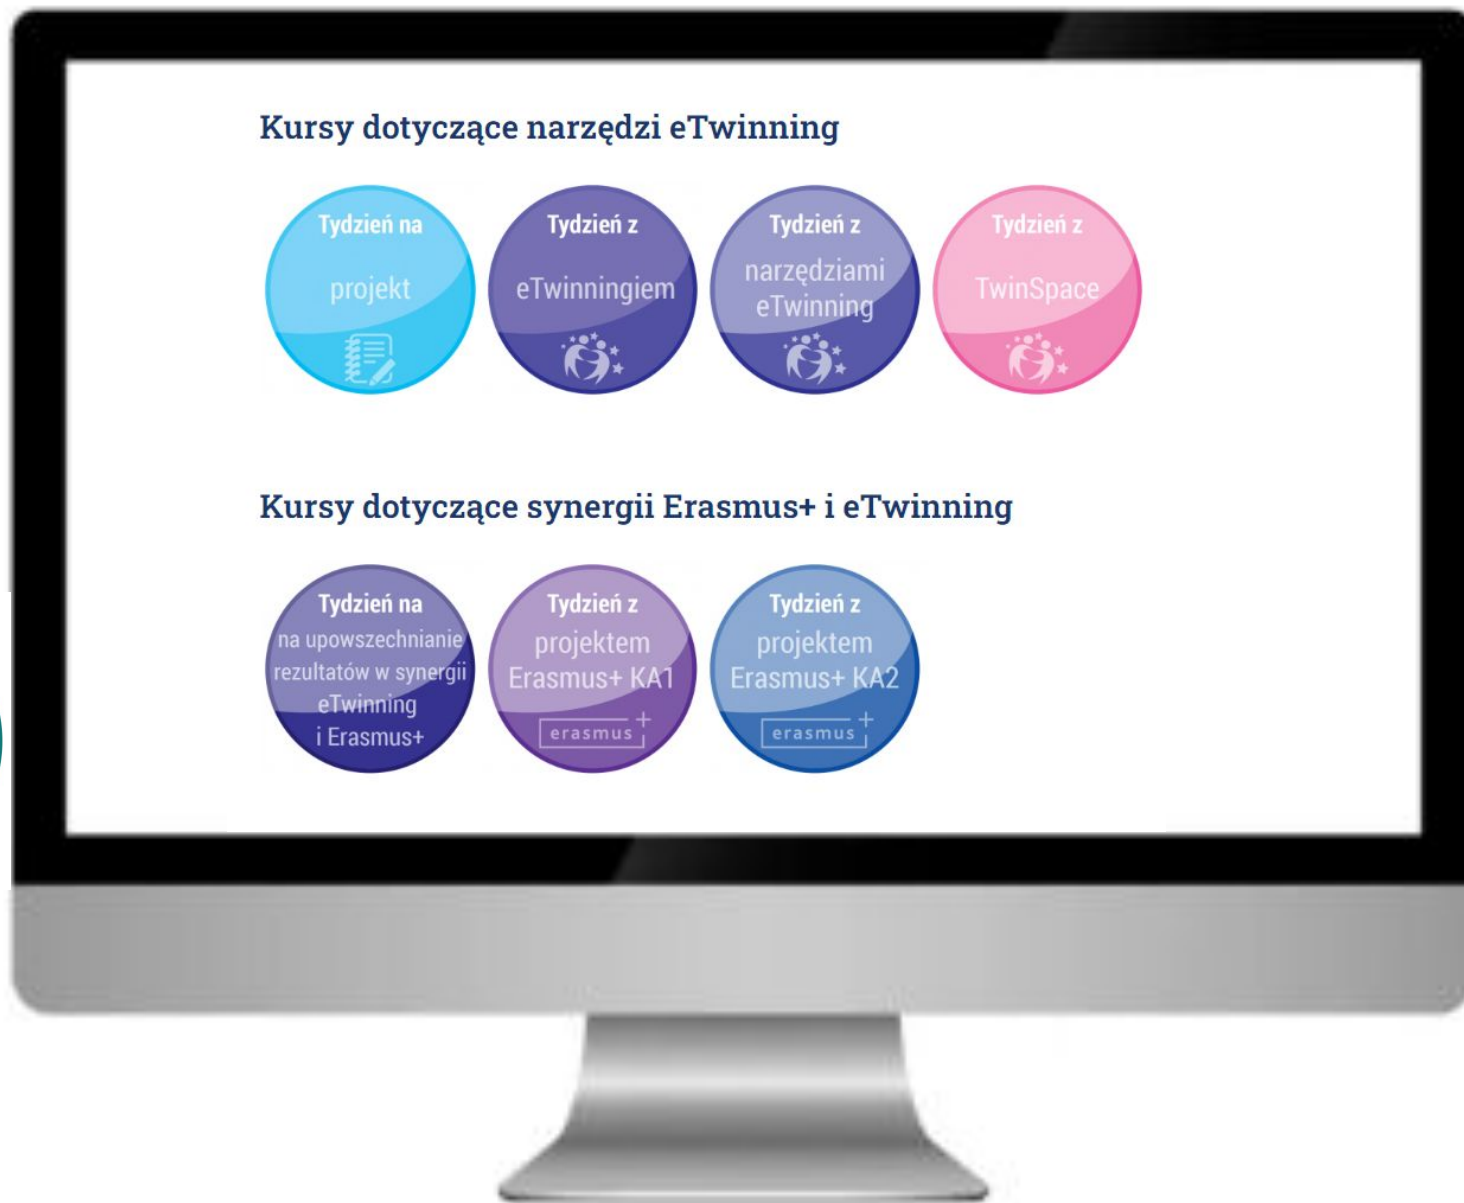 Kursy dotyczące narzędzi eTwinning
Tydzień na
projekt
Tydzień z
eTwinningiem
Tydzień z
narzędziami
eTwinning
Tydzień z
TwinSpace
Kursy dotyczące synergii Erasmus+ i eTwinning
Tydzień na
na upowszechnianie
rezultatów w synergii
eTwinning
i Erasmus+
Tydzień z
projektem
Erasmus+ KA1
erasmus+
Tydzień z
projektem
Erasmus+ KA2
erasmus+